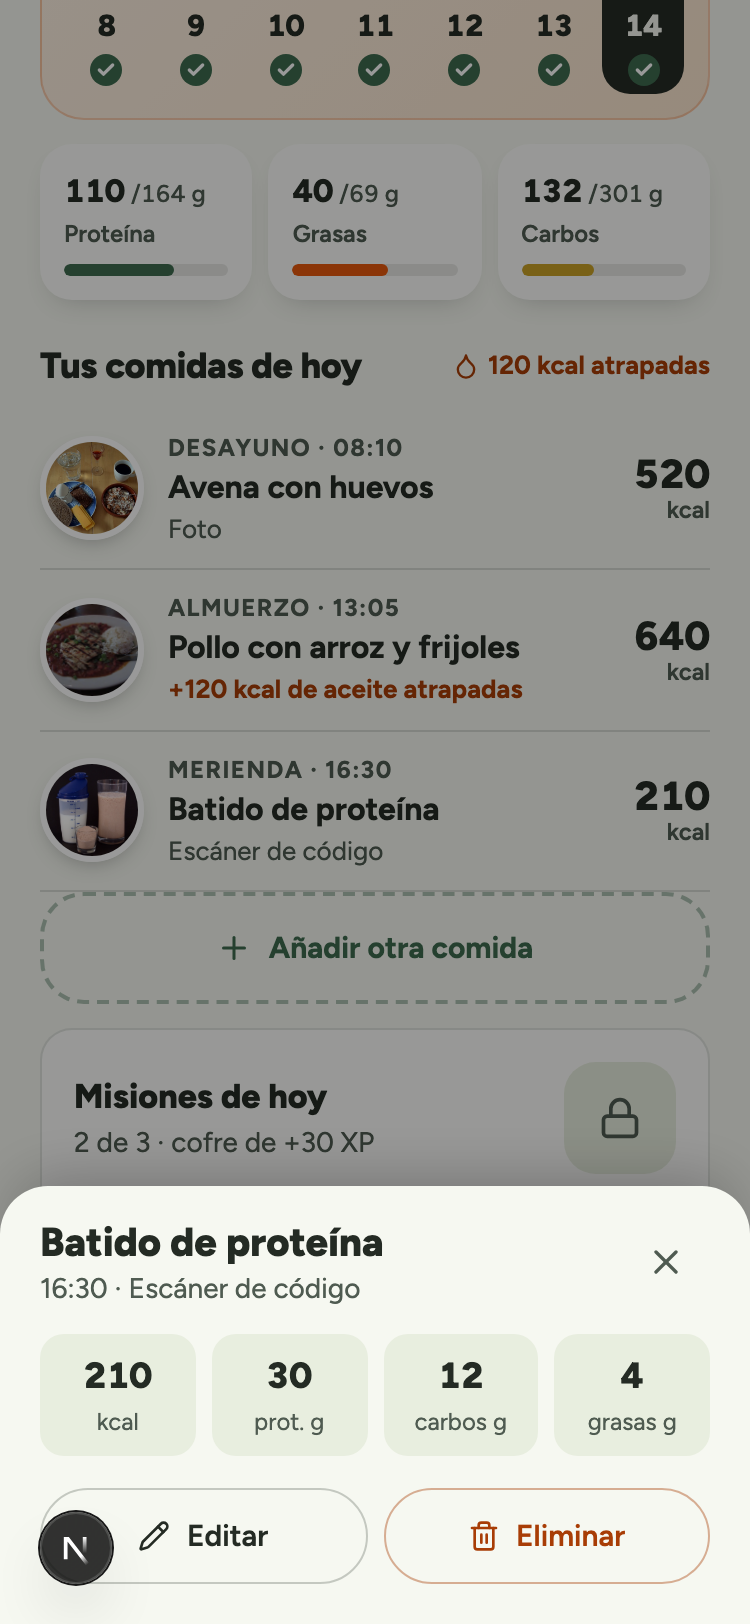 8 9 10 11 12 13 14
110 /164 g 40 /69 g 132 /301 g
Proteína Grasas Carbos
Tus comidas de hoy 120 kcal atrapadas
DESAYUNO · 08:10
Avena con huevos 520
Foto kcal
ALMUERZO · 13:05
Pollo con arroz y frijoles 640
+120 kcal de aceite atrapadas kcal
MERIENDA · 16:30
Batido de proteína 210
Escáner de código kcal
Añadir otra comida
Misiones de hoy
2 de 3 · cofre de +30 XP
Batido de proteína
16:30 · Escáner de código
210 30 12 4
kcal prot. g carbos g grasas g
N Editar Eliminar